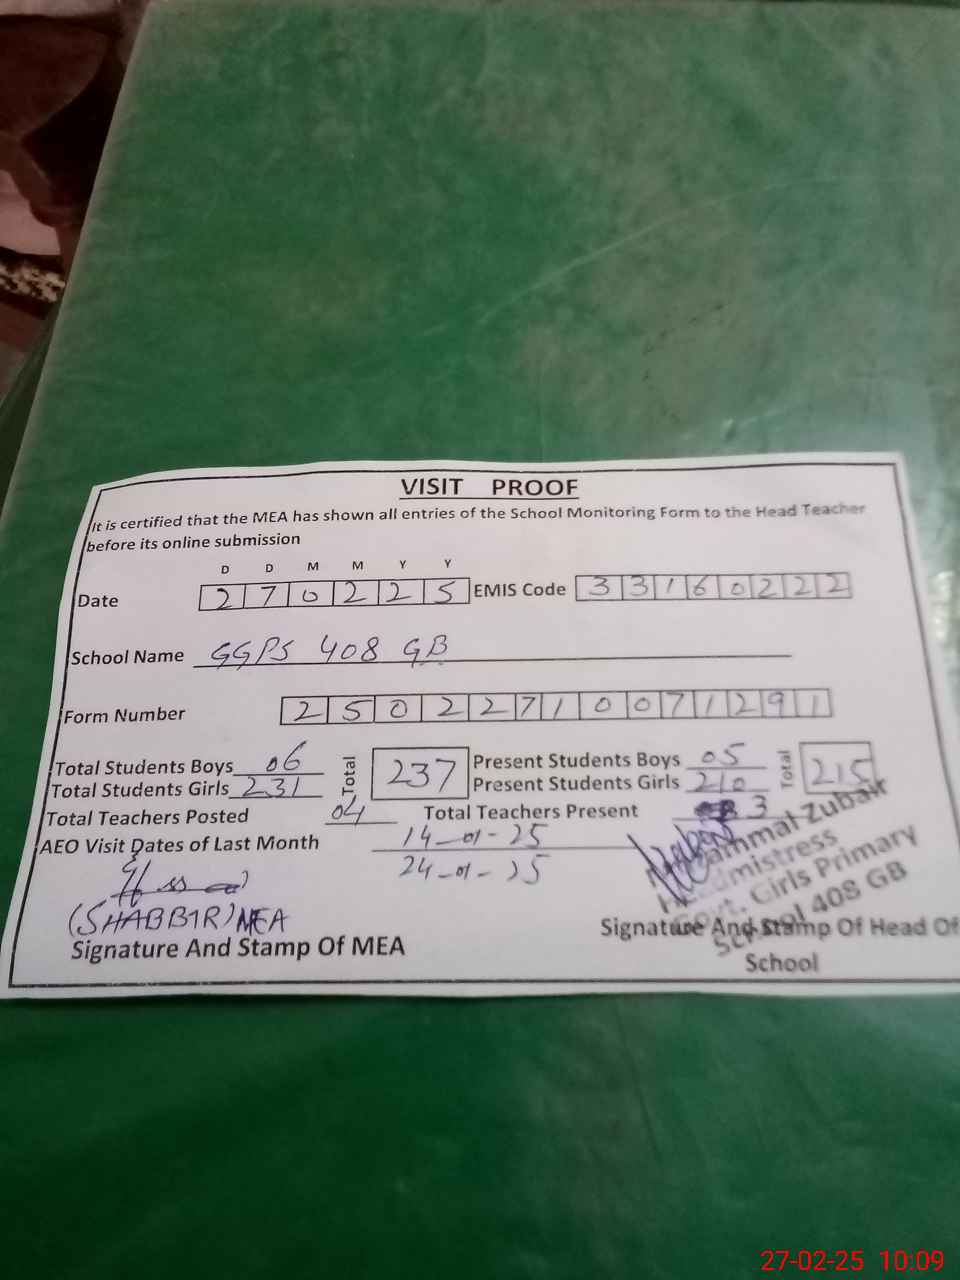 VISIT PROOF
It is certified that the MEA has shown all entries of the School Monitoring Form to the Head Teacher
before its online submission
D D M M Y Y
Date 2 7 0 2 2 5 EMIS Code 3 3 1 6 0 2 2 2
School Name GGPS 408 GB
Form Number 2 5 0 2 2 7 1 0 0 7 1 2 9 1
Total Students Boys 06 Total 237 Present Students Boys 05 Total 215
Total Students Girls 231 Present Students Girls 210
Total Teachers Posted 04 Total Teachers Present 3
AEO Visit Dates of Last Month 14-01-25
24-01-25
Zubair
Headmistress
Govt. Girls Primary
School 408 GB
(SHABBIR) MEA
Signature And Stamp Of MEA
Signature And Stamp Of Head Of
School
27-02-25 10:09